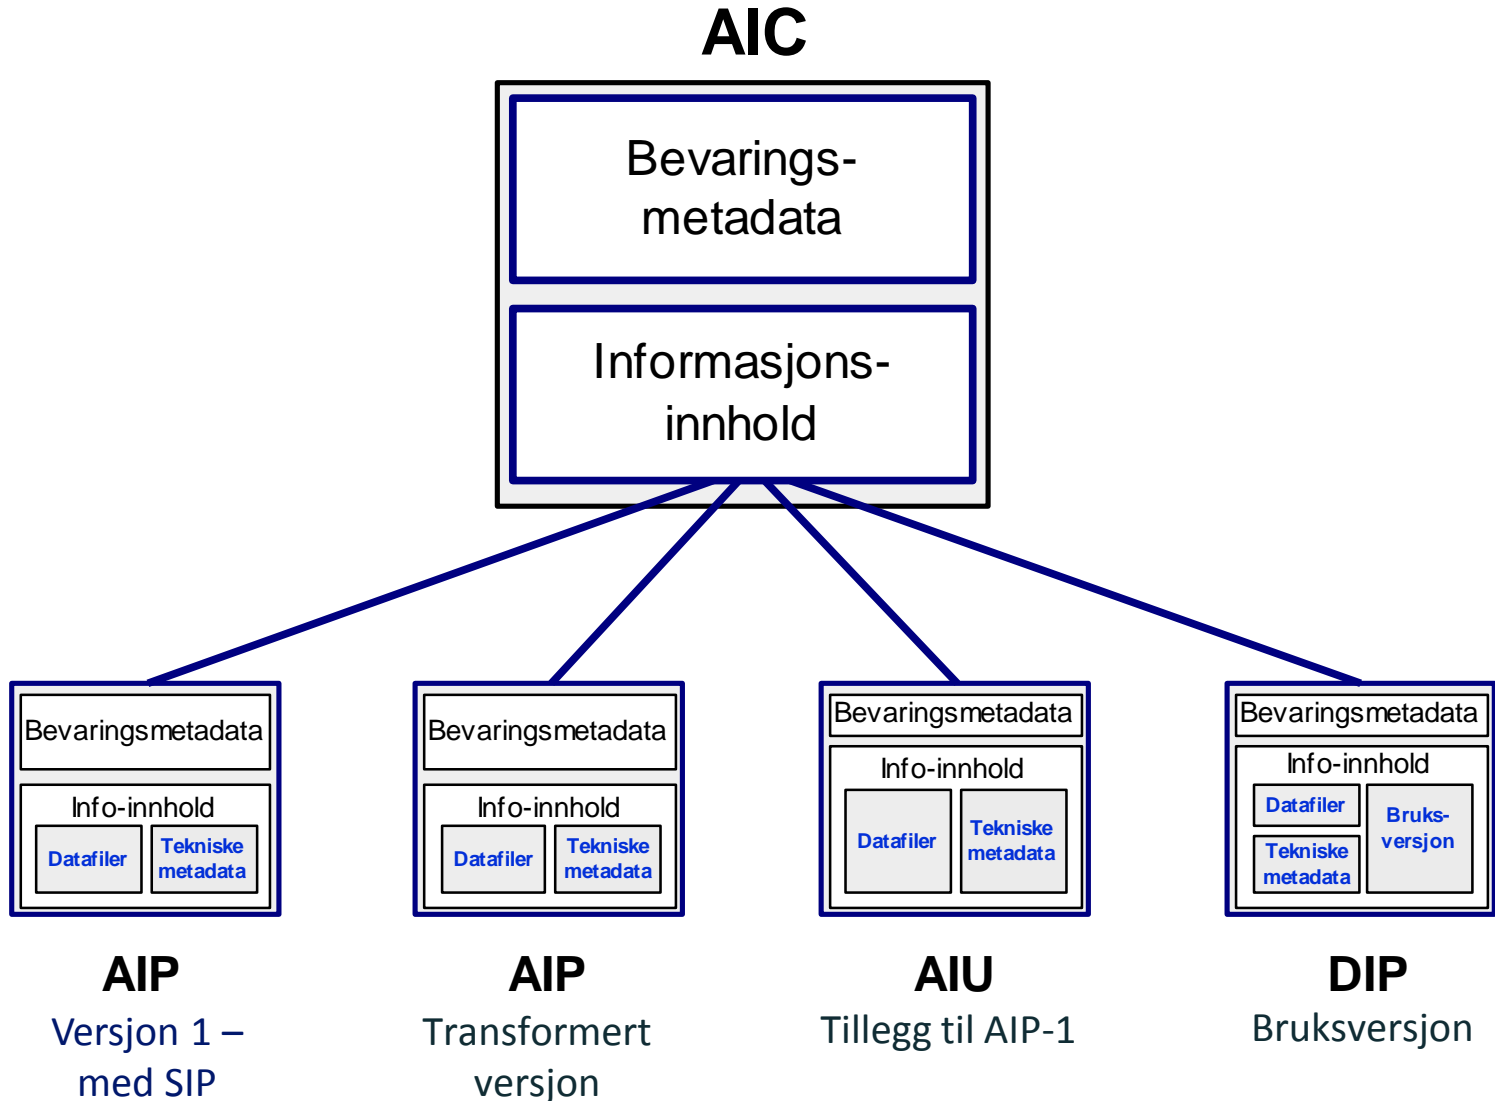 AIC
Bevarings-
metadata
Informasjons-
innhold
Bevaringsmetadata
Info-innhold
Datafiler
Tekniske
metadata
AIP
Versjon 1 –
med SIP
Bevaringsmetadata
Info-innhold
Datafiler
Tekniske
metadata
AIP
Transformert
versjon
Bevaringsmetadata
Info-innhold
Datafiler
Tekniske
metadata
AIU
Tillegg til AIP-1
Bevaringsmetadata
Info-innhold
Datafiler
Tekniske
metadata
Bruks-
versjon
DIP
Bruksversjon